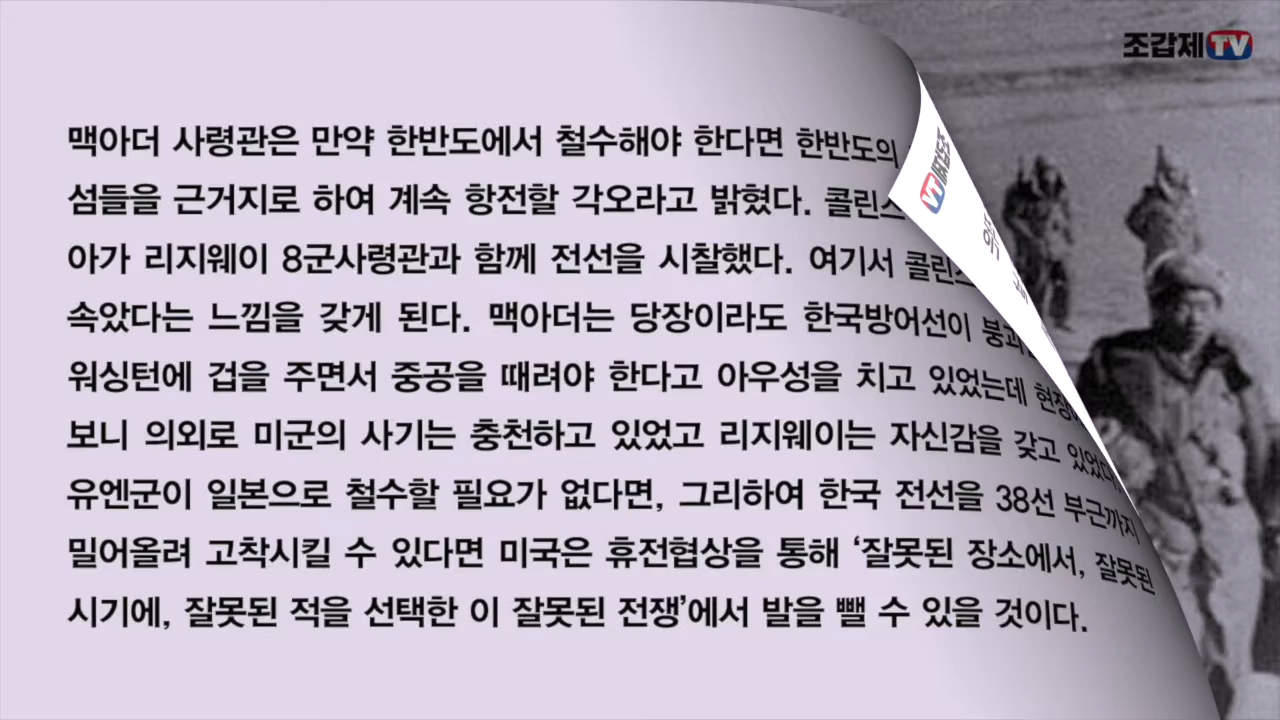 조갑제TV
맥아더 사령관은 만약 한반도에서 철수해야 한다면 한반도의
섬들을 근거지로 하여 계속 항전할 각오라고 밝혔다.
아가 리지웨이 8군사령관과 함께 전선을 시찰했다. 여기서
속았다는 느낌을 갖게 된다. 맥아더는 당장이라도 한국방어선이
워싱턴에 겁을 주면서 중공을 때려야 한다고 아우성을 치고 있었는데
보니 의외로 미군의 사기는 충천하고 있었고 리지웨이는 자신감을 갖고
유엔군이 일본으로 철수할 필요가 없다면, 그리하여 한국 전선을 38선 부근까지
밀어올려 고착시킬 수 있다면 미국은 휴전협상을 통해 ‘잘못된 장소에서, 잘못된
시기에, 잘못된 적을 선택한 이 잘못된 전쟁’에서 발을 뺄 수 있을 것이다.